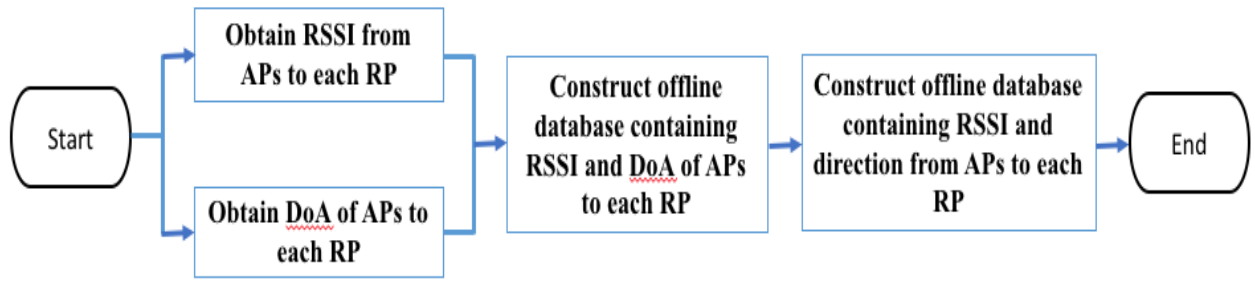 Start
Obtain RSSI from
APs to each RP
Obtain DoA of APs to
each RP
Construct offline
database containing
RSSI and DoA of APs
to each RP
Construct offline database
containing RSSI and
direction from APs to each
RP
End